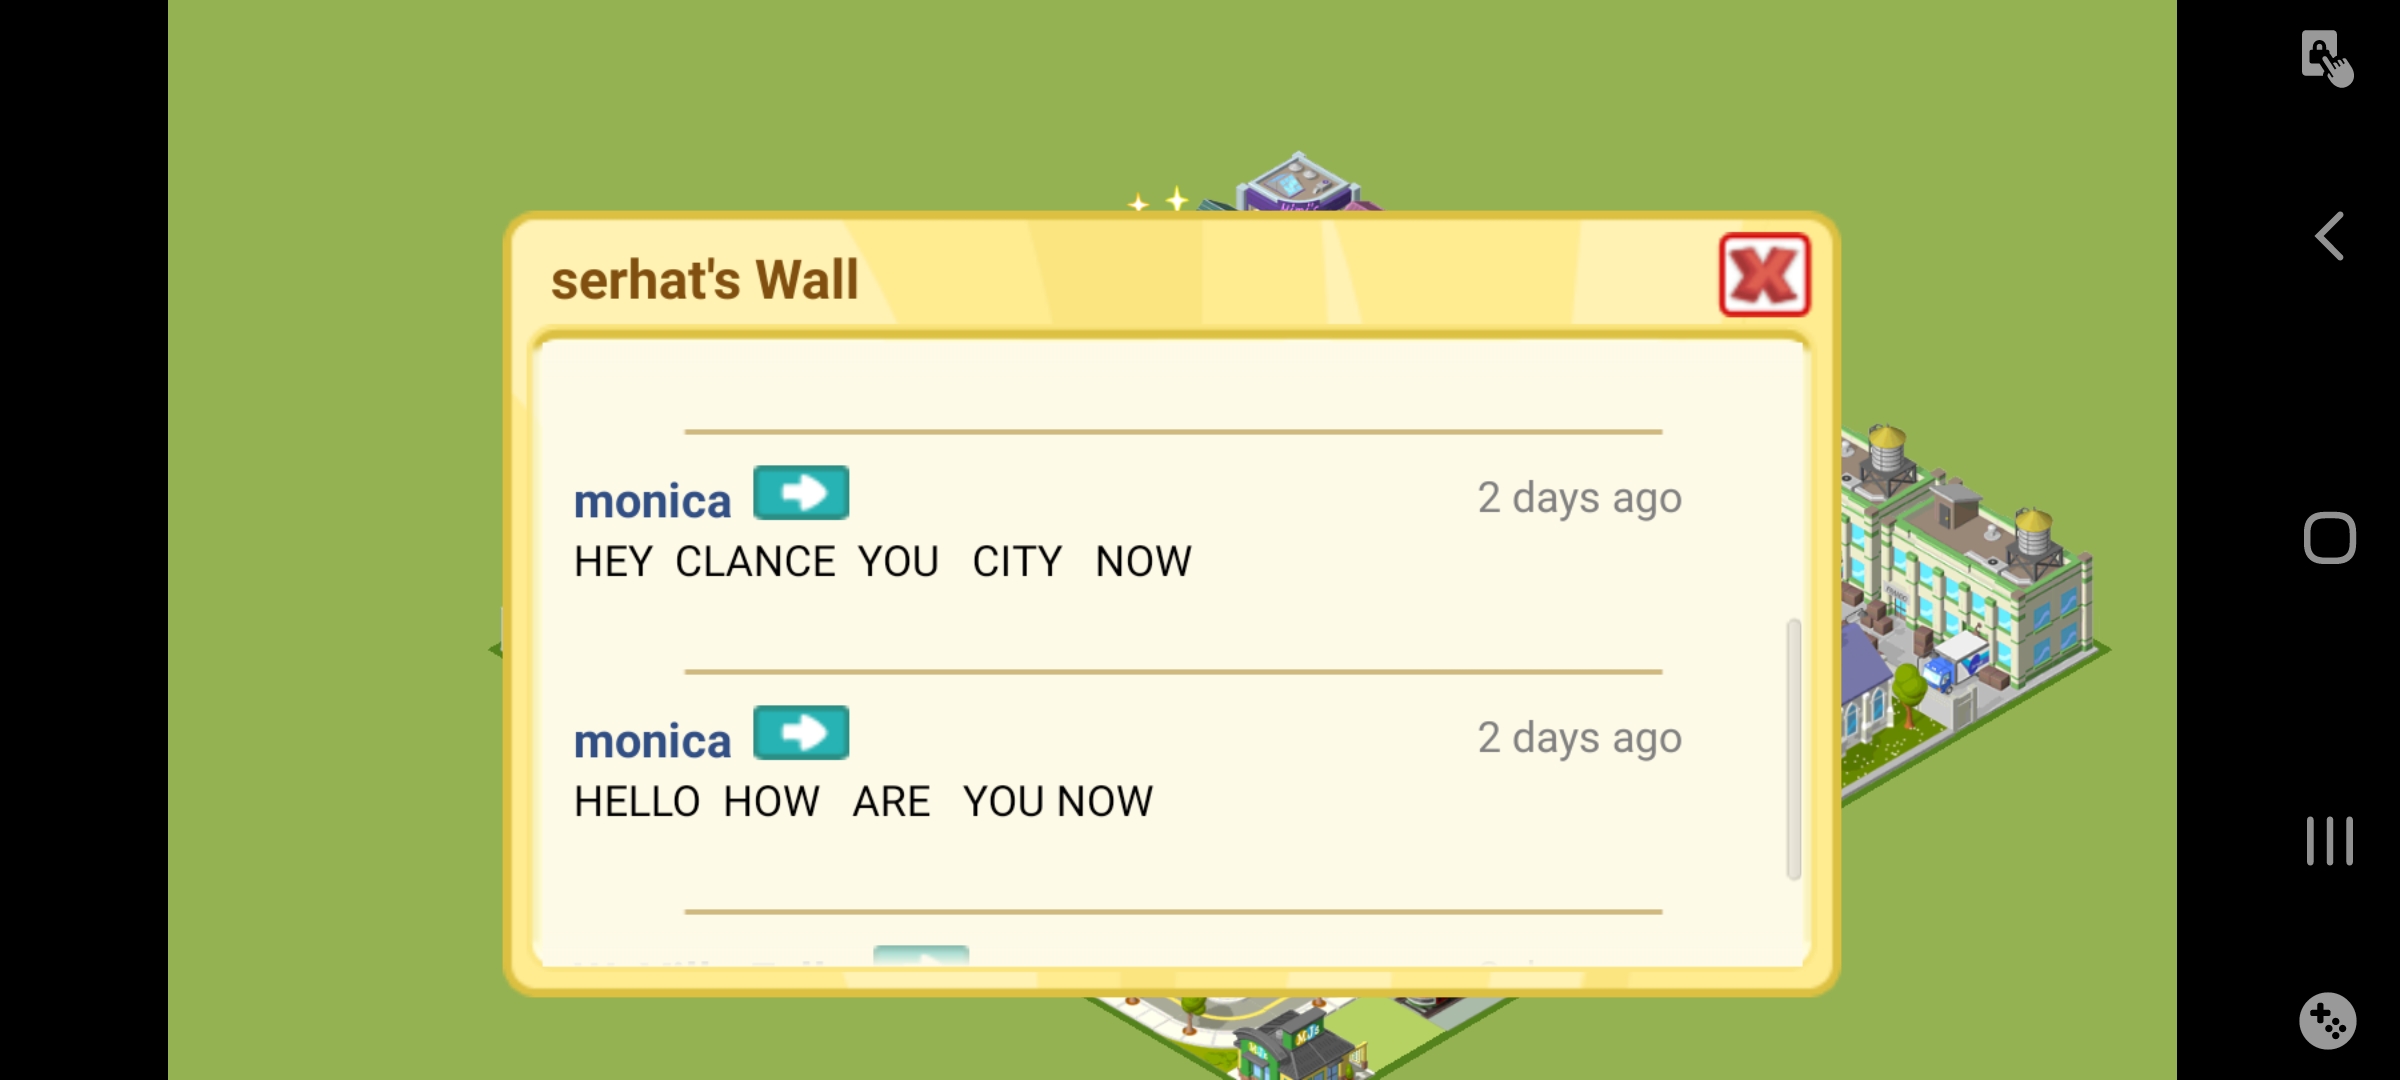 serhat's Wall
monica
2 days ago
HEY CLANCE YOU CITY NOW
monica
2 days ago
HELLO HOW ARE YOU NOW
MJs